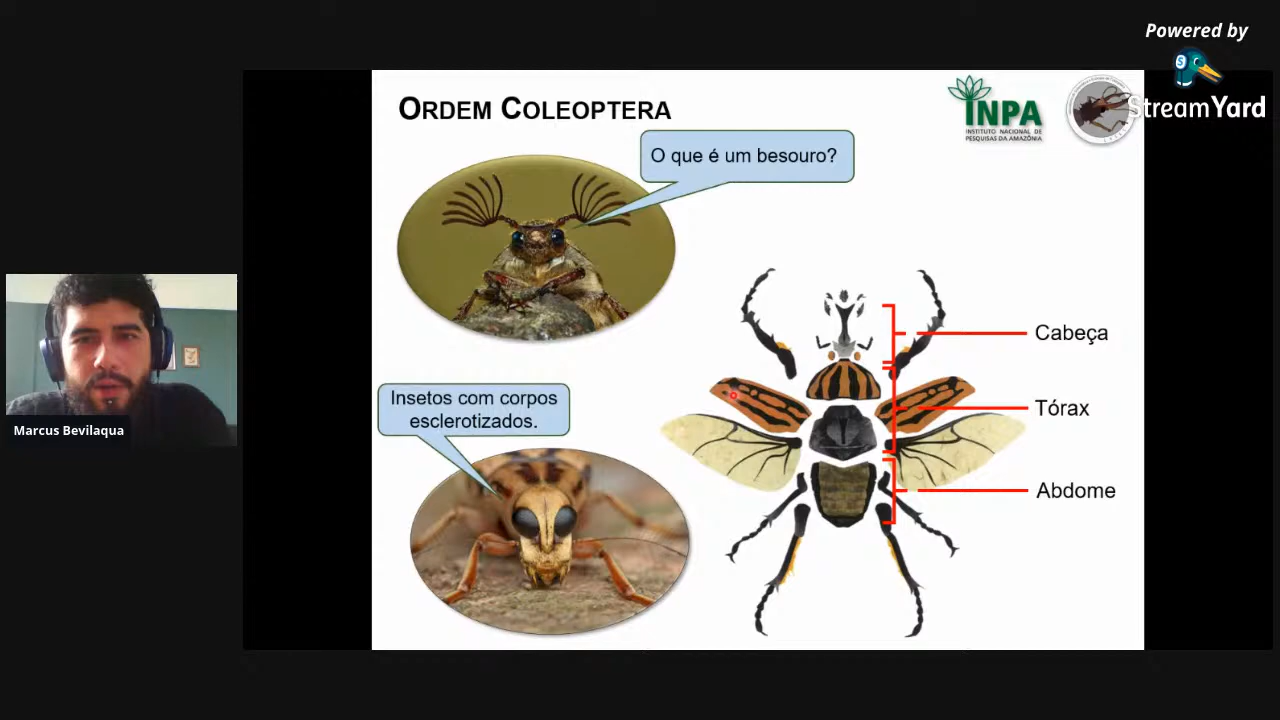 Powered by
StreamYard
ORDEM COLEOPTERA
INPA
INSTITUTO NACIONAL DE
PESQUISAS DA AMAZÔNIA
O que é um besouro?
Insetos com corpos
esclerotizados.
Cabeça
Tórax
Abdome
Marcus Bevilaqua